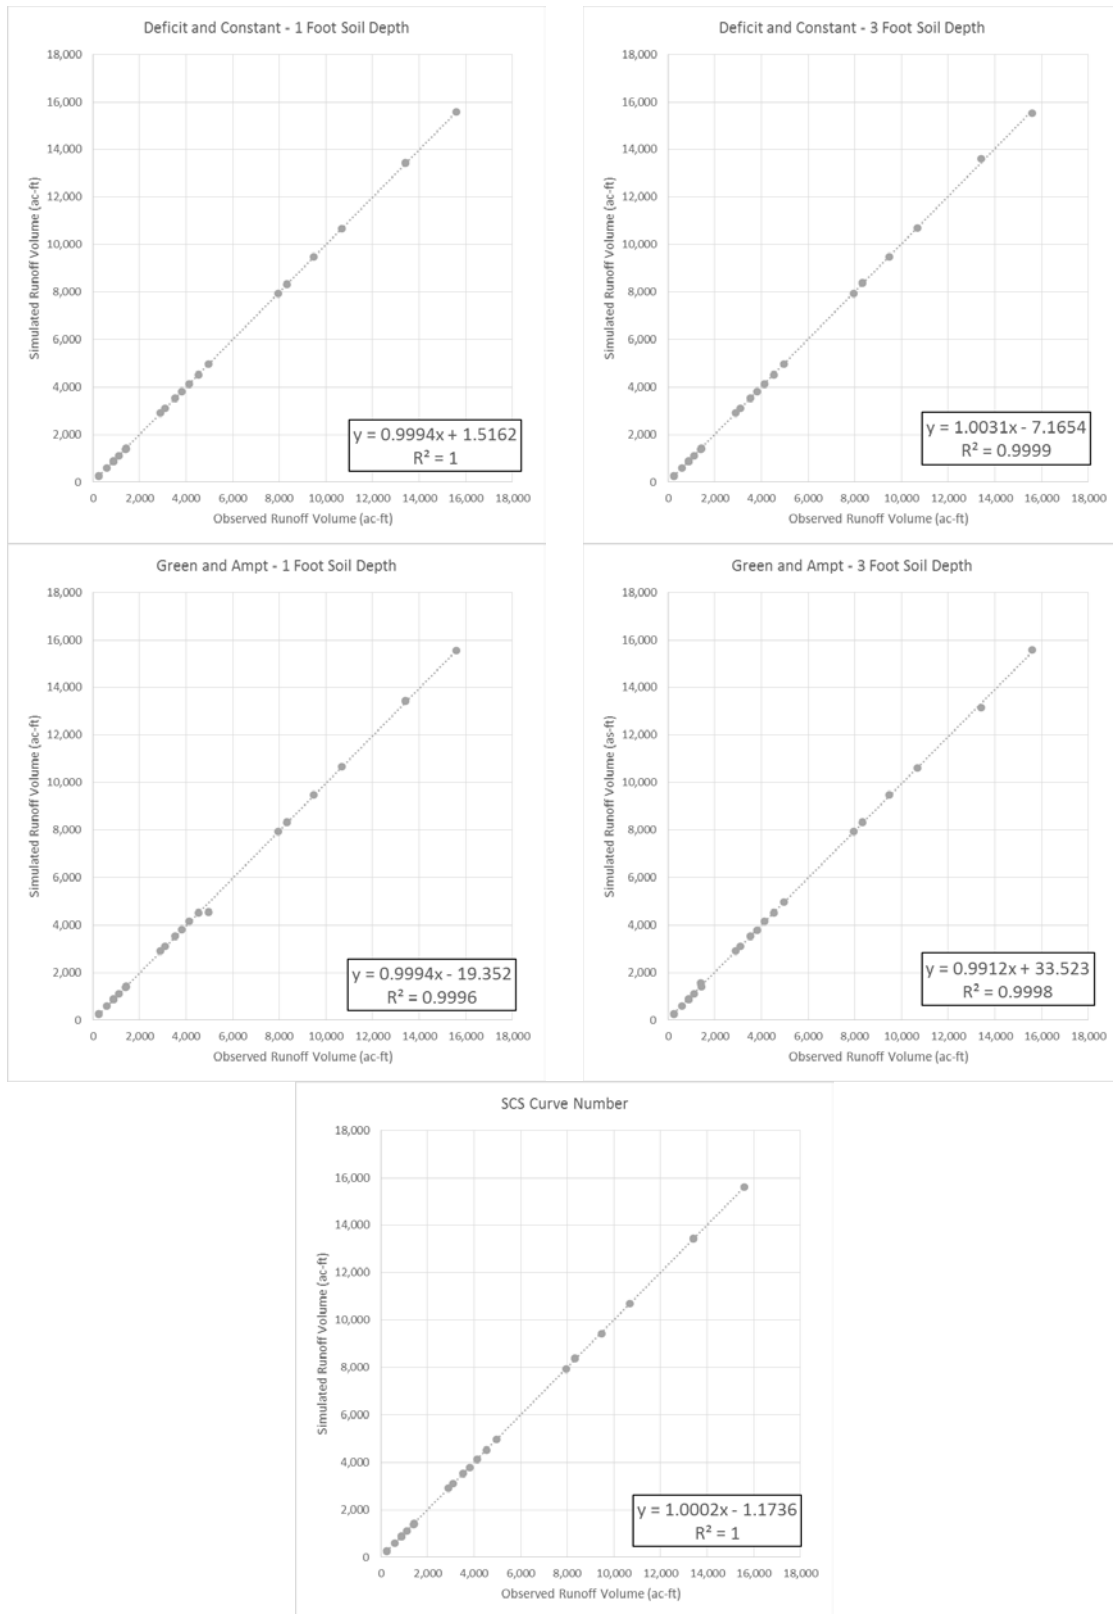 Deficit and Constant - 1 Foot Soil Depth
18,000
16,000
14,000
12,000
10,000
8,000
6,000
4,000
2,000
0
Simulated Runoff Volume (ac-ft)
y = 0.9994x + 1.5162
R² = 1
0 2,000 4,000 6,000 8,000 10,000 12,000 14,000 16,000 18,000
Observed Runoff Volume (ac-ft)
Deficit and Constant - 3 Foot Soil Depth
18,000
16,000
14,000
12,000
10,000
8,000
6,000
4,000
2,000
0
Simulated Runoff Volume (ac-ft)
y = 1.0031x - 7.1654
R² = 0.9999
0 2,000 4,000 6,000 8,000 10,000 12,000 14,000 16,000 18,000
Observed Runoff Volume (ac-ft)
Green and Ampt - 1 Foot Soil Depth
18,000
16,000
14,000
12,000
10,000
8,000
6,000
4,000
2,000
0
Simulated Runoff Volume (ac-ft)
y = 0.9994x - 19.352
R² = 0.9996
0 2,000 4,000 6,000 8,000 10,000 12,000 14,000 16,000 18,000
Observed Runoff Volume (ac-ft)
Green and Ampt - 3 Foot Soil Depth
18,000
16,000
14,000
12,000
10,000
8,000
6,000
4,000
2,000
0
Simulated Runoff Volume (as-ft)
y = 0.9912x + 33.523
R² = 0.9998
0 2,000 4,000 6,000 8,000 10,000 12,000 14,000 16,000 18,000
Observed Runoff Volume (ac-ft)
SCS Curve Number
18,000
16,000
14,000
12,000
10,000
8,000
6,000
4,000
2,000
0
Simulated Runoff Volume (ac-ft)
y = 1.0002x - 1.1736
R² = 1
0 2,000 4,000 6,000 8,000 10,000 12,000 14,000 16,000 18,000
Observed Runoff Volume (ac-ft)